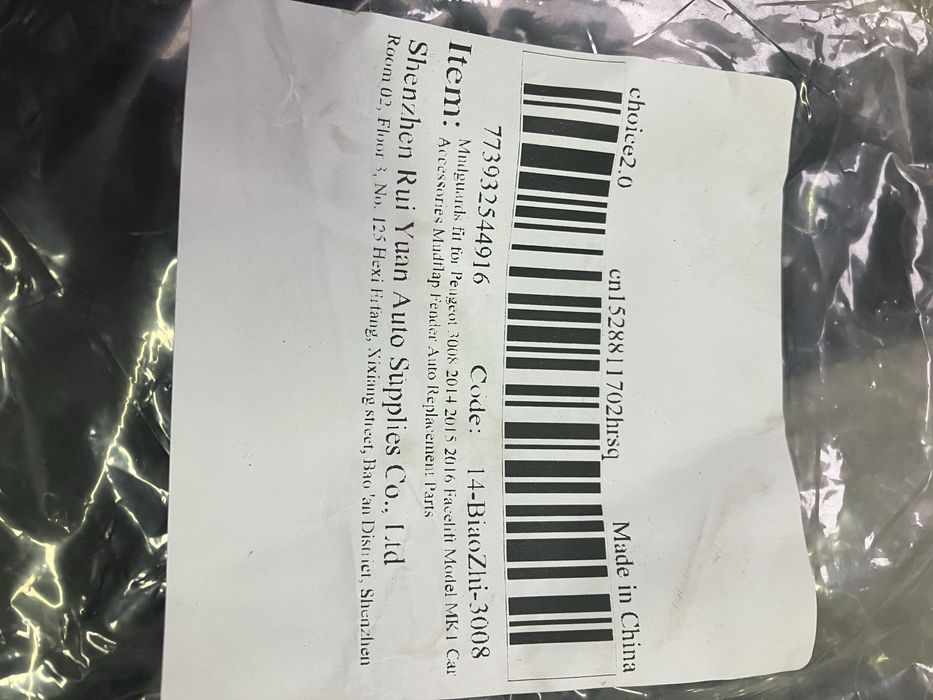 choice2.0 cn1528811702hrsq Made in China
77393254​4916 Code: 14-BiaoZhi-3008
Item: Mudguards fit for Peugeot 3008 2014 2015 2016 Facelift Model MK1 Car
Accessories Mudflap Fender Auto Replacement Parts
Shenzhen Rui Yuan Auto Supplies Co., Ltd
Room 02, Floor 3, No. 125 Hexi Ertang, Xixiang street, Bao 'an District, Shenzhen